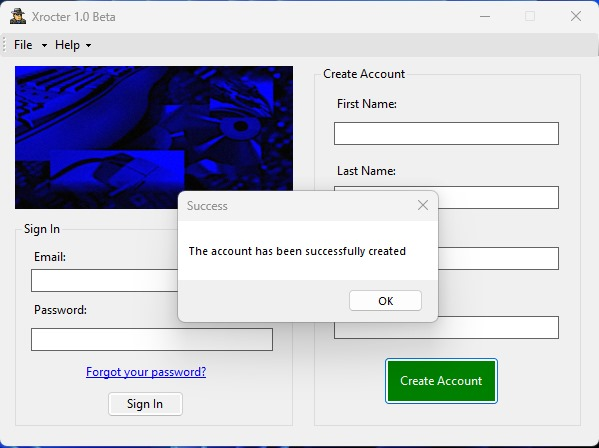 Xrocter 1.0 Beta
File Help
Create Account
First Name:
Last Name:
Success
The account has been successfully created
OK
Sign In
Email:
Password:
Forgot your password?
Sign In
Create Account